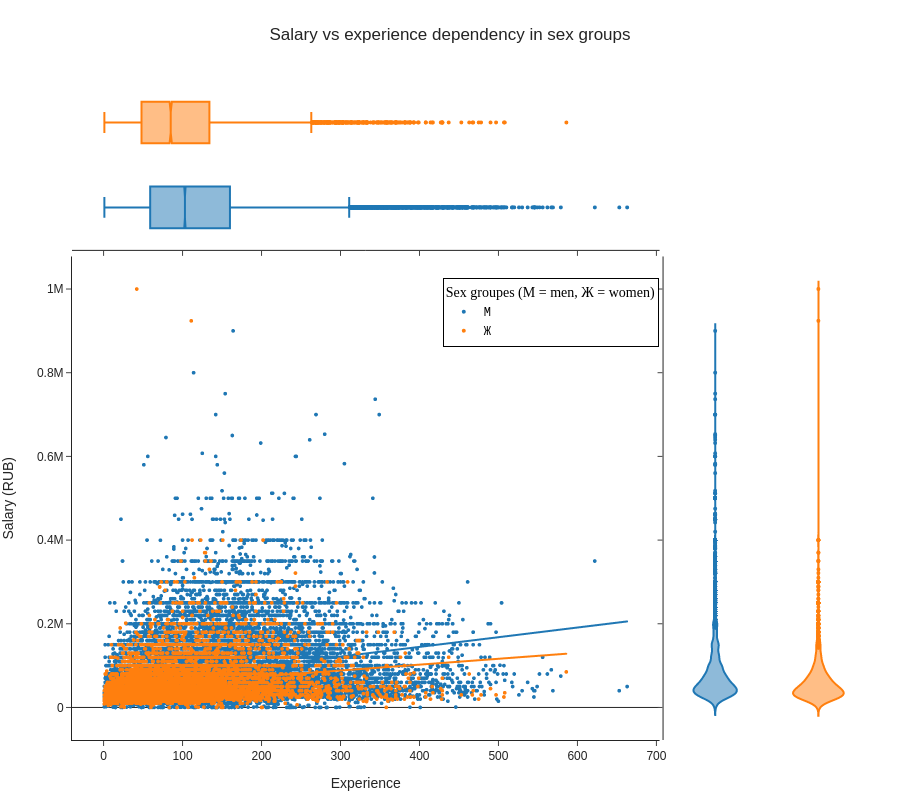 Salary vs experience dependency in sex groups
Sex groupes (M = men, Ж = women)
М
Ж
1M
0.8M
0.6M
0.4M
0.2M
0
Salary (RUB)
0 100 200 300 400 500 600 700
Experience